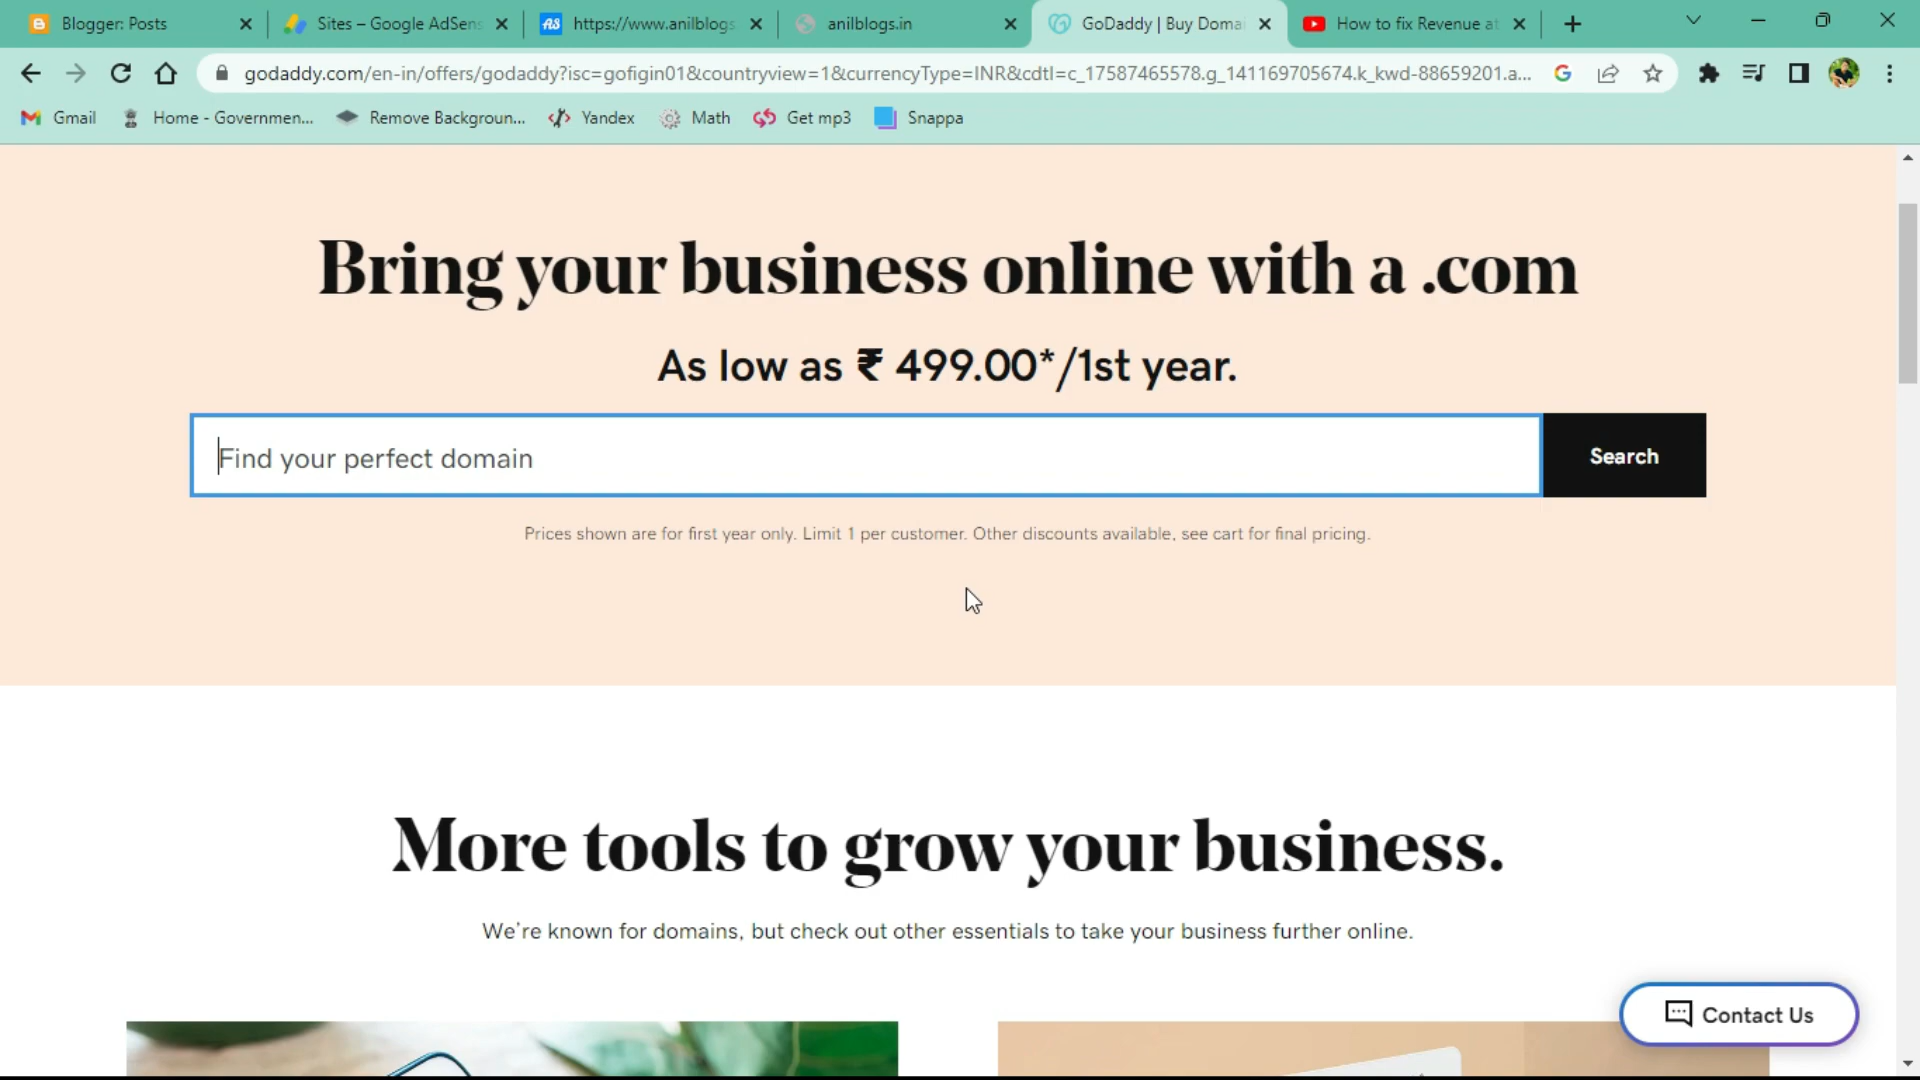 Blogger: Posts
Sites – Google AdSens
https://www.anilblogs.
anilblogs.in
GoDaddy | Buy Domai
How to fix Revenue at
godaddy.com/en-in/offers/godaddy?isc=gofigin01&countryview=1&currencyType=INR&cdtl=c_17587465578.g_141169705674.k_kwd-88659201.a...
Gmail
Home - Governmen...
Remove Backgroun...
Yandex
Math
Get mp3
Snappa
Bring your business online with a .com
As low as ₹ 499.00*/1st year.
Find your perfect domain
Search
Prices shown are for first year only. Limit 1 per customer. Other discounts available, see cart for final pricing.
More tools to grow your business.
We're known for domains, but check out other essentials to take your business further online.
Contact Us